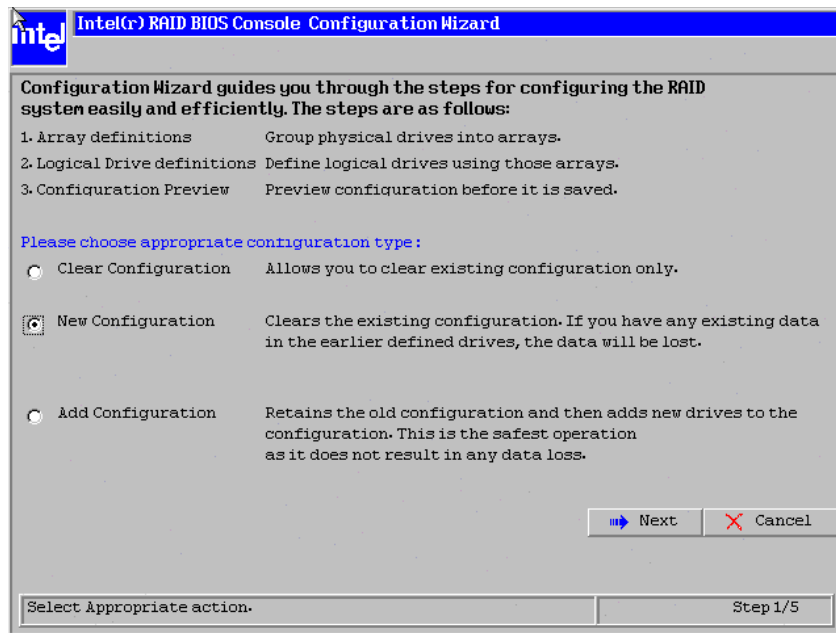 intel
Intel(r) RAID BIOS Console Configuration Wizard
Configuration Wizard guides you through the steps for configuring the RAID
system easily and efficiently. The steps are as follows:
1. Array definitions Group physical drives into arrays.
2. Logical Drive definitions Define logical drives using those arrays.
3. Configuration Preview Preview configuration before it is saved.
Please choose appropriate configuration type:
Clear Configuration Allows you to clear existing configuration only.
New Configuration Clears the existing configuration. If you have any existing data
in the earlier defined drives, the data will be lost.
Add Configuration Retains the old configuration and then adds new drives to the
configuration. This is the safest operation
as it does not result in any data loss.
Next Cancel
Select Appropriate action. Step 1/5